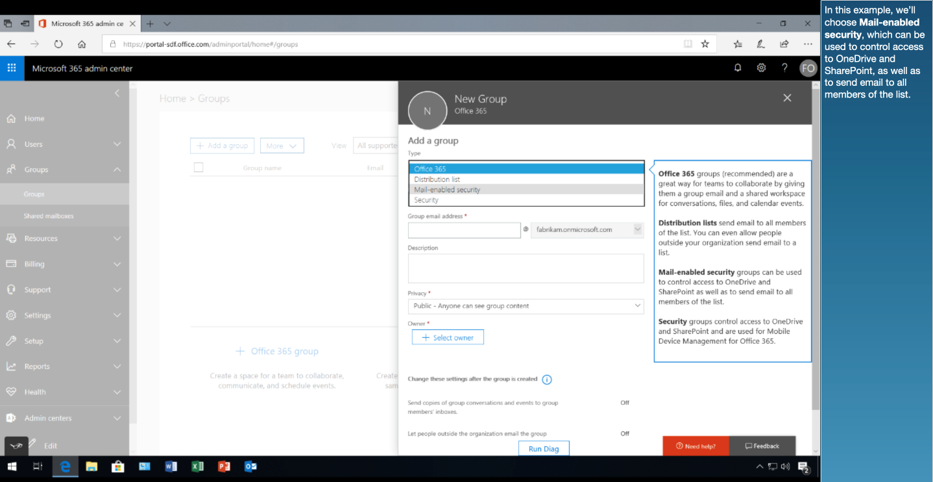 Microsoft 365 admin ce
https://portal-sdf.office.com/adminportal/home#/groups
Microsoft 365 admin center
FO
Home
Users
Groups
Groups
Shared mailboxes
Resources
Billing
Support
Settings
Setup
Reports
Health
Admin centers
Edit
Home > Groups
+ Add a group
More
View
All supporte
Group name
Email
+ Office 365 group
Create a space for a team to collaborate,
communicate, and schedule events.
Create
sam
N
New Group
Office 365
Add a group
Type
Office 365
Distribution list
Mail-enabled security
Security
Group email address *
@ fabrikam.onmicrosoft.com
Description
Privacy *
Public - Anyone can see group content
Owner *
+ Select owner
Change these settings after the group is created
Send copies of group conversations and events to group
members' inboxes.
Off
Let people outside the organization email the group
Off
Run Diag
Need help?
Feedback
Office 365 groups (recommended) are a
great way for teams to collaborate by giving
them a group email and a shared workspace
for conversations, files, and calendar events.
Distribution lists send email to all members
of the list. You can even allow people
outside your organization send email to a
list.
Mail-enabled security groups can be used
to control access to OneDrive and
SharePoint as well as to send email to all
members of the list.
Security groups control access to OneDrive
and SharePoint and are used for Mobile
Device Management for Office 365.
In this example, we'll
choose Mail-enabled
security, which can be
used to control access
to OneDrive and
SharePoint, as well as
to send email to all
members of the list.